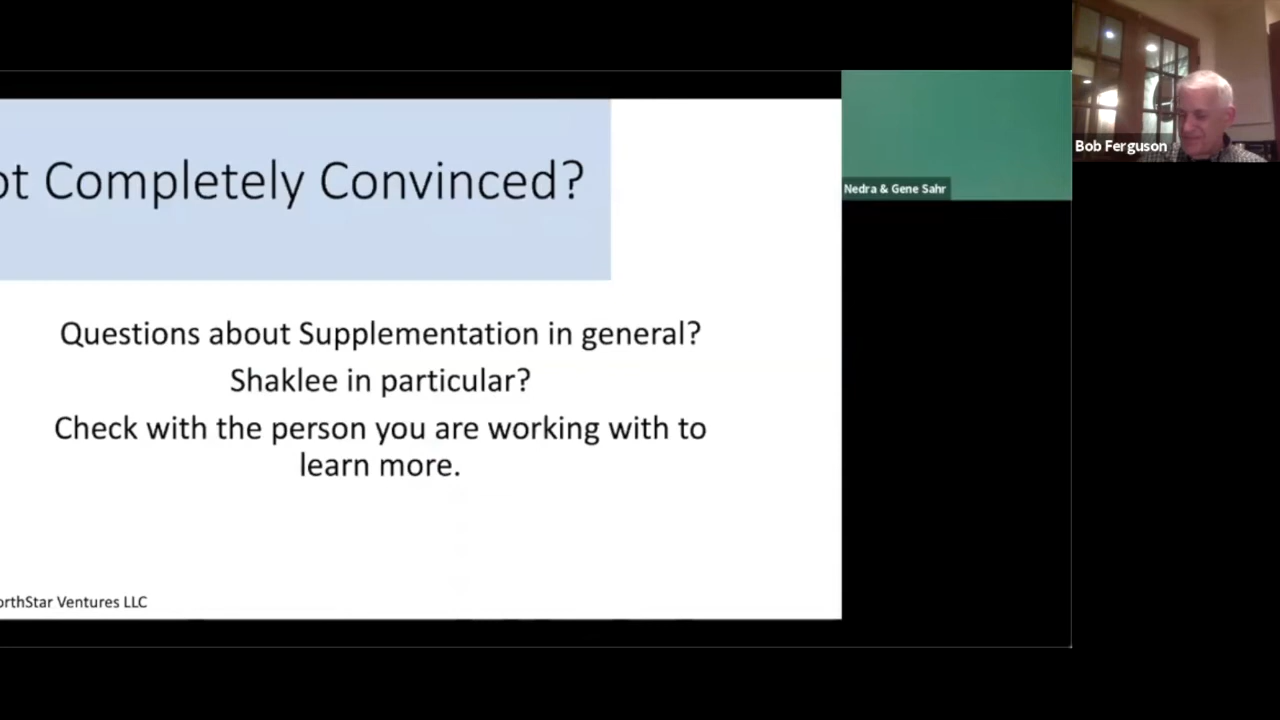 ot Completely Convinced?
Questions about Supplementation in general?
Shaklee in particular?
Check with the person you are working with to
learn more.
orthStar Ventures LLC
Nedra & Gene Sahr
Bob Ferguson